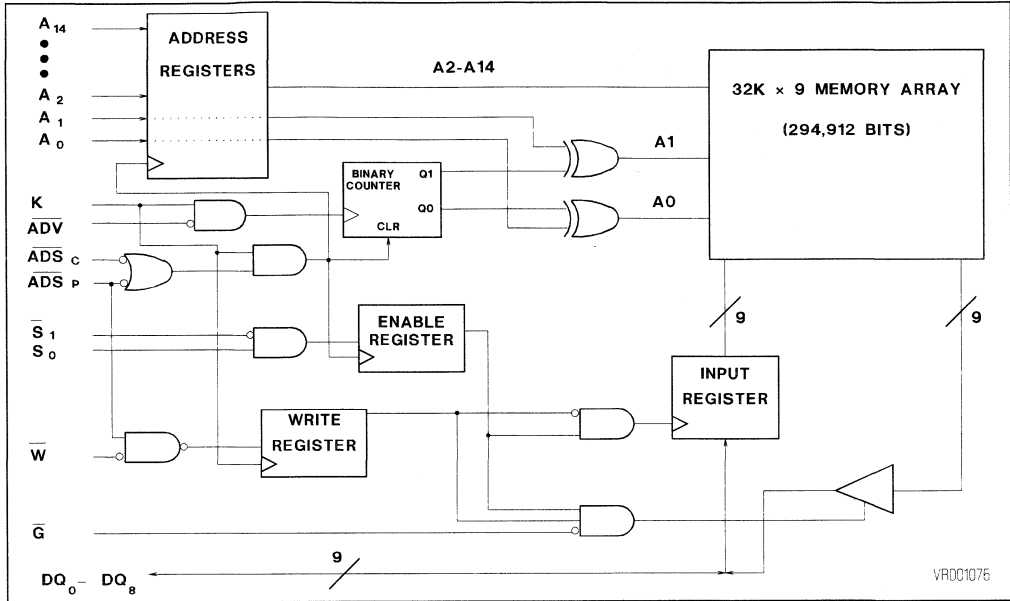 A14
ADDRESS
REGISTERS
A2-A14
32K × 9 MEMORY ARRAY
(294,912 BITS)
A2
A1
A0
A1
A0
BINARY
COUNTER
Q1
Q0
CLR
K
ADV
ADSC
ADSP
S1
S0
ENABLE
REGISTER
9
9
INPUT
REGISTER
WRITE
REGISTER
W
G
9
DQ0- DQ8
VR001075